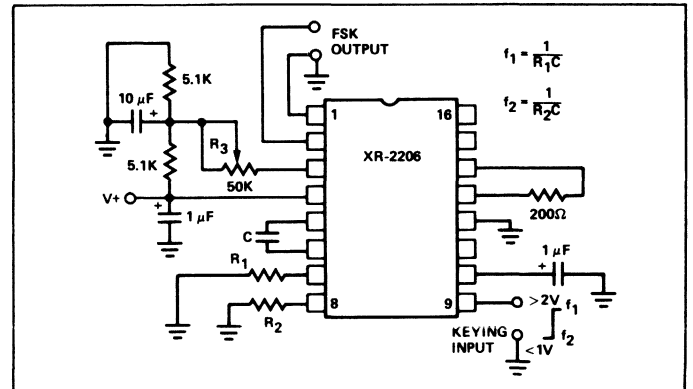 FSK
OUTPUT
f1 = 1/R1C
5.1K
10 μF
+
f2 = 1/R2C
1
16
R3
XR-2206
5.1K
50K
V+
+
1 μF
200Ω
C
1 μF
+
R1
8
9
>2V
f1
R2
KEYING
INPUT
f2
<1V